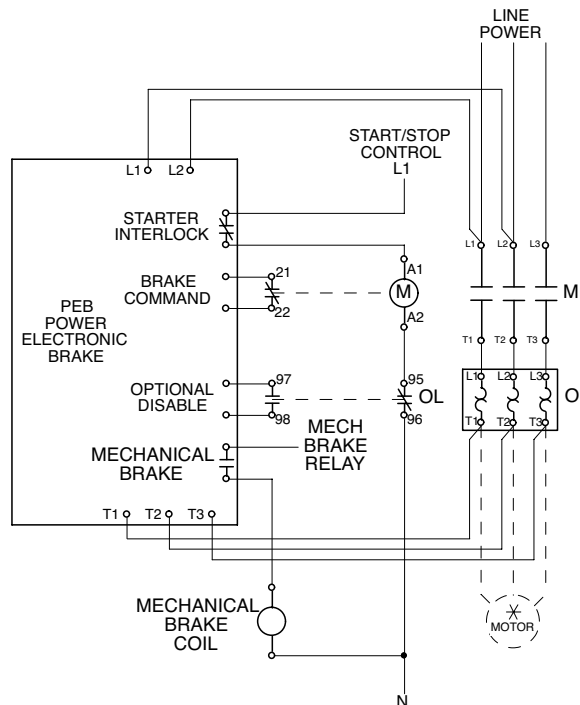 LINE
POWER
START/STOP
CONTROL
L1
L1 L2
STARTER
INTERLOCK
L1 L2 L3
A1
21
BRAKE
COMMAND
M
M
22
A2
PEB
POWER
ELECTRONIC
BRAKE
T1 T2 T3
L1 L2 L3
97
95
OPTIONAL
DISABLE
OL
O
98
96
T1 T2 T3
MECH
BRAKE
RELAY
MECHANICAL
BRAKE
T1 T2 T3
MECHANICAL
BRAKE
COIL
MOTOR
N